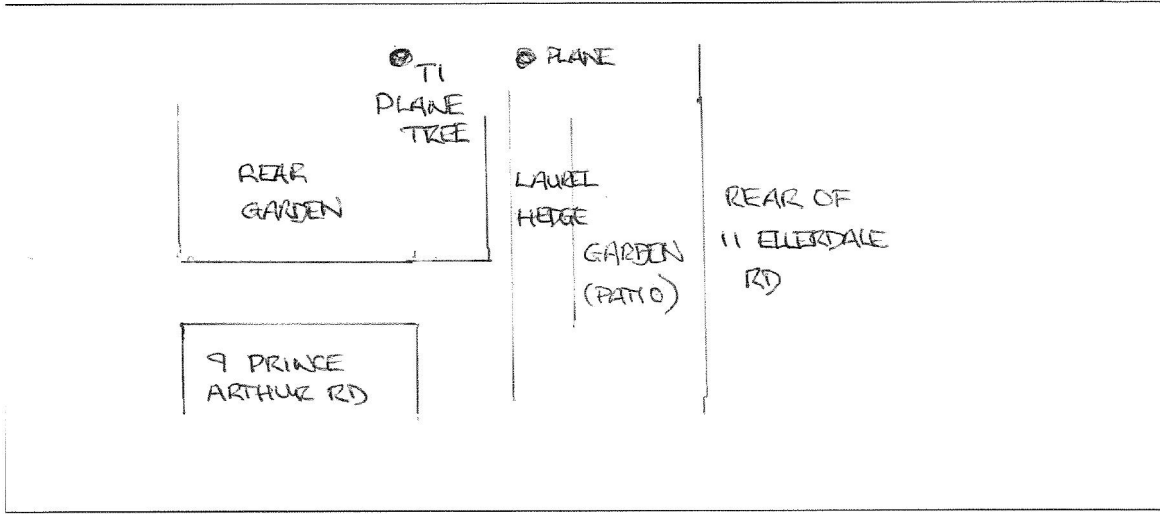 T1
PLANE
TREE
PLANE
REAR
GARDEN
LAUREL
HEDGE
GARDEN
(PATIO)
REAR OF
11 ELLERDALE
RD
9 PRINCE
ARTHUR RD